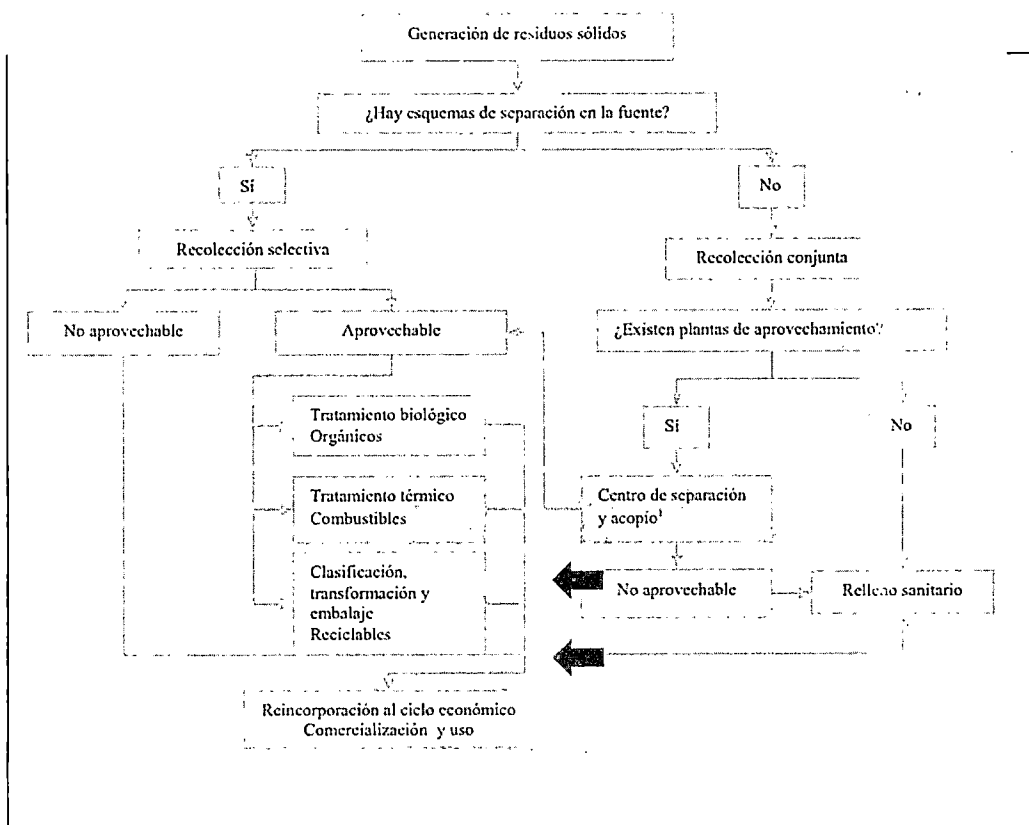 Generación de residuos sólidos
¿Hay esquemas de separación en la fuente?
Sí
No
Recolección selectiva
Recolección conjunta
No aprovechable
Aprovechable
¿Existen plantas de aprovechamiento?
Tratamiento biológico
Orgánicos
Sí
No
Tratamiento térmico
Combustibles
Centro de separación
y acopío¹
Clasificación,
transformación y
embalaje
Reciclables
No aprovechable
Relleno sanitario
Reincorporación al ciclo económico
Comercialización y uso